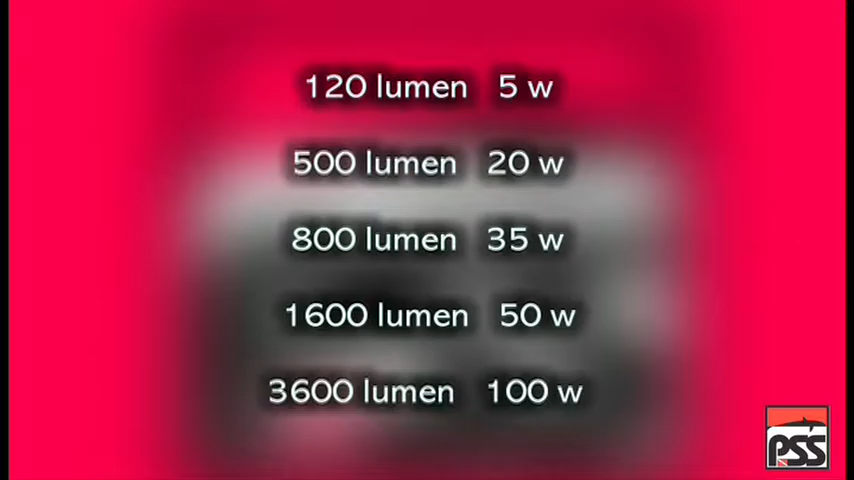 120 lumen 5 w
500 lumen 20 w
800 lumen 35 w
1600 lumen 50 w
3600 lumen 100 w
PSS